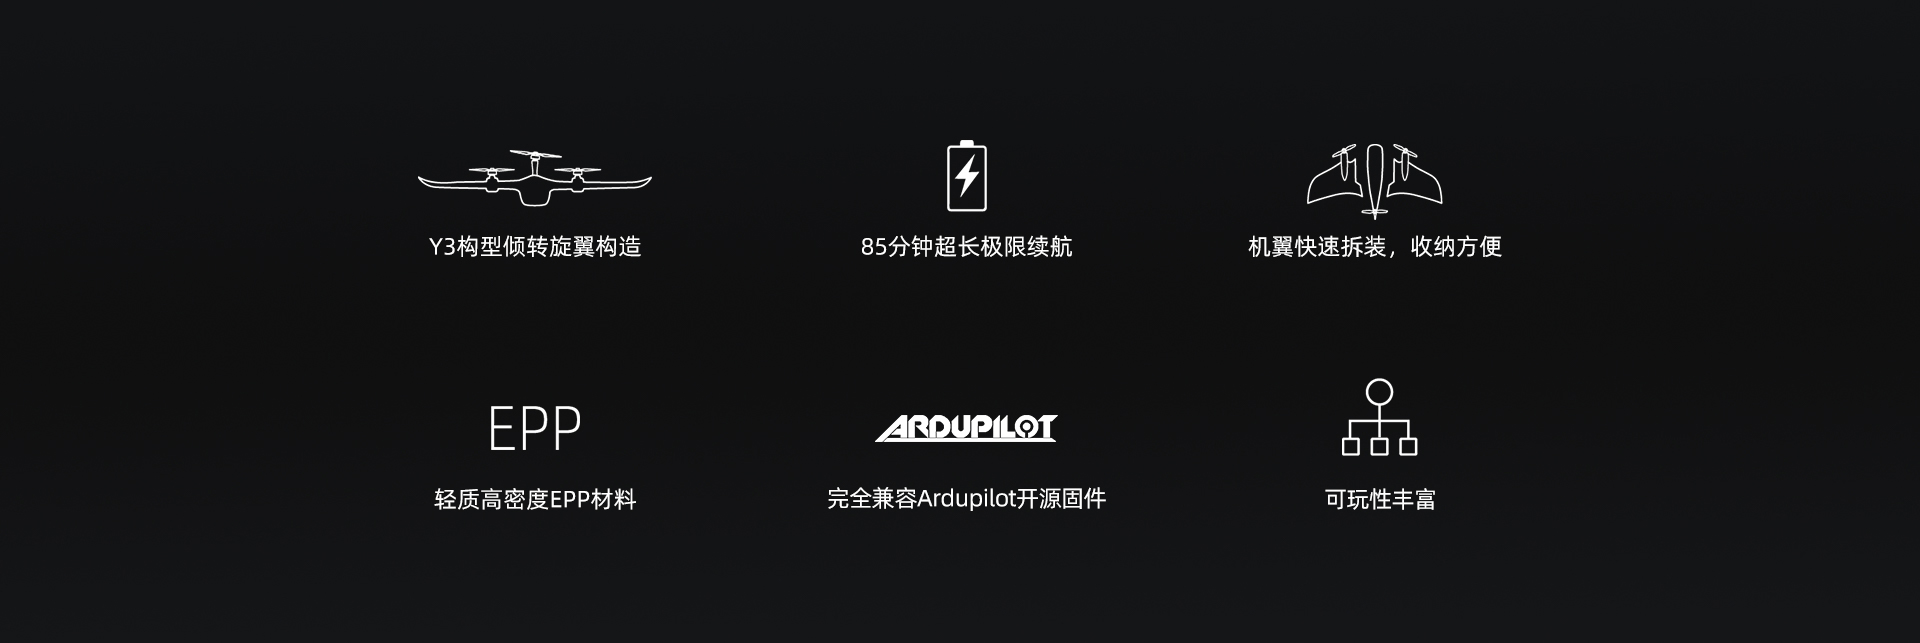 Y3构型倾转旋翼构造
85分钟超长极限续航
机翼快速拆装，收纳方便
EPP
ARDUPILOT
轻质高密度EPP材料
完全兼容Ardupilot开源固件
可玩性丰富